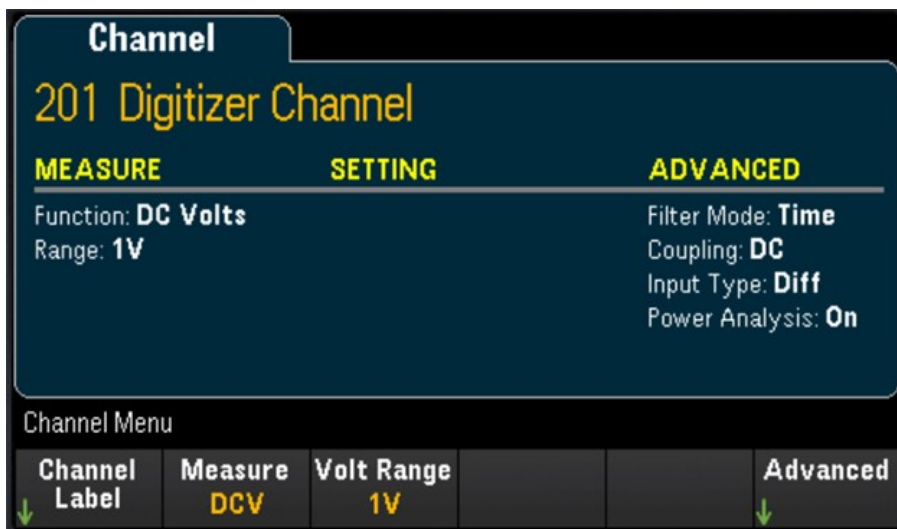 Channel
201 Digitizer Channel
MEASURE SETTING ADVANCED
Function: DC Volts
Range: 1V
Filter Mode: Time
Coupling: DC
Input Type: Diff
Power Analysis: On
Channel Menu
Channel Label
Measure DCV
Volt Range 1V
Advanced